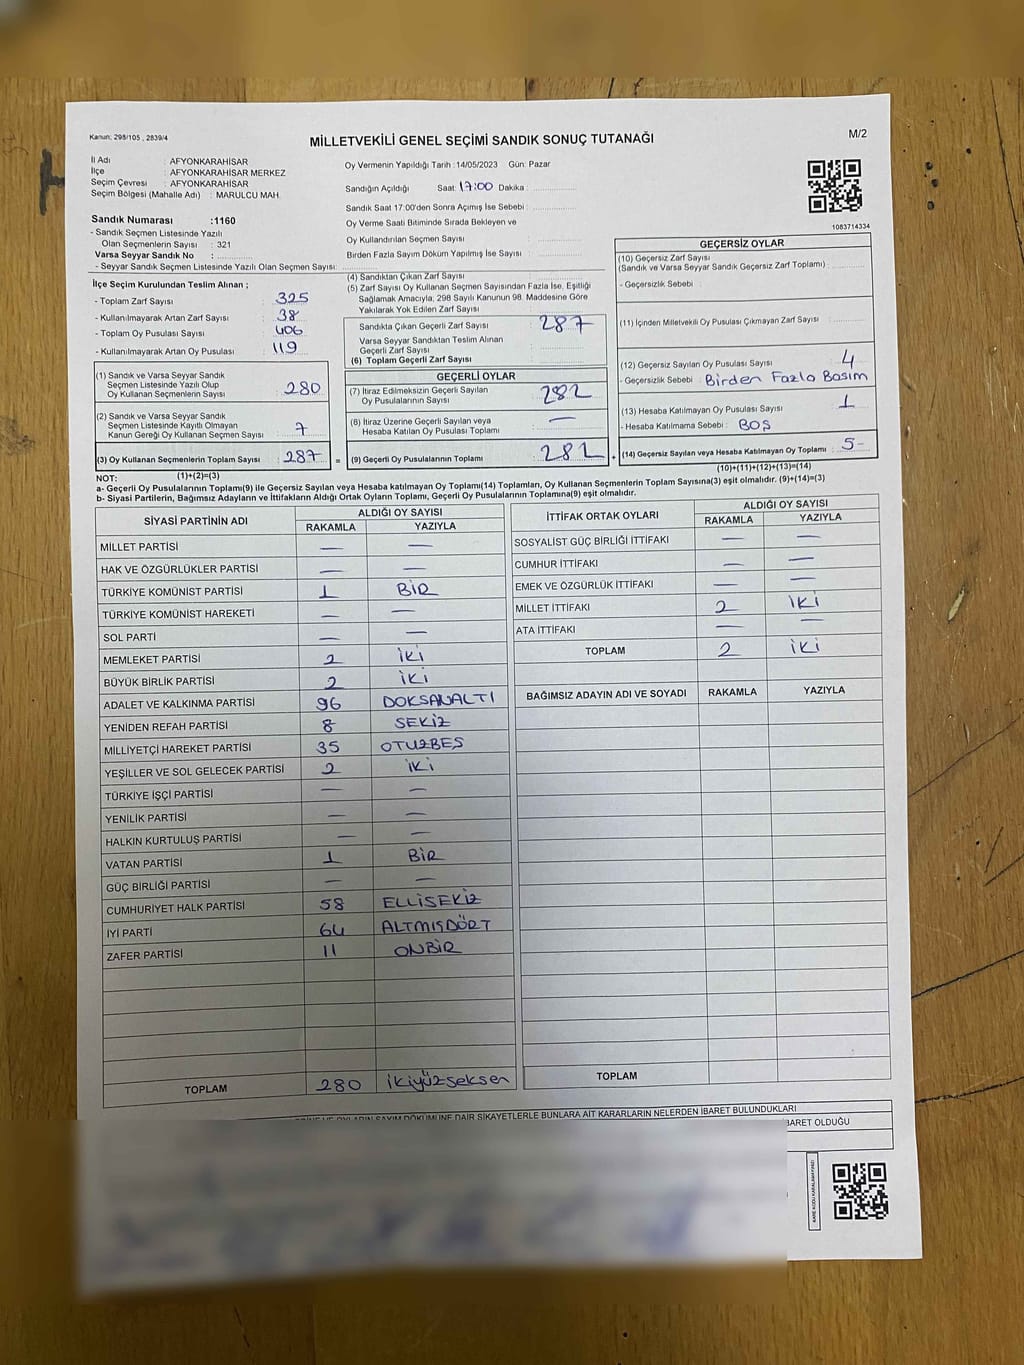 Kanun: 298/105 , 2839/4
MİLLETVEKİLİ GENEL SEÇİMİ SANDIK SONUÇ TUTANAĞI
M/2
İl Adı : AFYONKARAHİSAR
İlçe : AFYONKARAHİSAR MERKEZ
Seçim Çevresi : AFYONKARAHİSAR
Seçim Bölgesi (Mahalle Adı) : MARULCU MAH.
Sandık Numarası :1160
- Sandık Seçmen Listesinde Yazılı
Olan Seçmenlerin Sayısı : 321
Varsa Seyyar Sandık No :
- Seyyar Sandık Seçmen Listesinde Yazılı Olan Seçmen Sayısı:
Oy Vermenin Yapıldığı Tarih :14/05/2023 Gün: Pazar
Sandığın Açıldığı Saat: 17:00 Dakika :
Sandık Saat 17:00'den Sonra Açımış İse Sebebi :
Oy Verme Saati Bitiminde Sırada Bekleyen ve
Oy Kullandırılan Seçmen Sayısı
Birden Fazla Sayım Döküm Yapılmış İse Sayısı :
1083714334
İlçe Seçim Kurulundan Teslim Alınan ;
- Toplam Zarf Sayısı : 325
- Kullanılmayarak Artan Zarf Sayısı : 38
- Toplam Oy Pusulası Sayısı : 406
- Kullanılmayarak Artan Oy Pusulası : 119
(1) Sandık ve Varsa Seyyar Sandık
Seçmen Listesinde Yazılı Olup
Oy Kullanan Seçmenlerin Sayısı : 280
(2) Sandık ve Varsa Seyyar Sandık
Seçmen Listesinde Kayıtlı Olmayan
Kanun Gereği Oy Kullanan Seçmen Sayısı : 7
(3) Oy Kullanan Seçmenlerin Toplam Sayısı : 287 =
(1)+(2)=(3)
(4) Sandıktan Çıkan Zarf Sayısı
(5) Zarf Sayısı Oy Kullanan Seçmen Sayısından Fazla İse, Eşitliği
Sağlamak Amacıyla, 298 Sayılı Kanunun 98. Maddesine Göre
Yakılarak Yok Edilen Zarf Sayısı
Sandıkta Çıkan Geçerli Zarf Sayısı : 287
Varsa Seyyar Sandıktan Teslim Alınan
Geçerli Zarf Sayısı
(6) Toplam Geçerli Zarf Sayısı
GEÇERLİ OYLAR
(7) İtiraz Edilmeksizin Geçerli Sayılan
Oy Pusulalarının Sayısı : 282
(8) İtiraz Üzerine Geçerli Sayılan veya
Hesaba Katılan Oy Pusulası Toplamı : —
(9) Geçerli Oy Pusulalarının Toplamı : 282
GEÇERSİZ OYLAR
(10) Geçersiz Zarf Sayısı
(Sandık ve Varsa Seyyar Sandık Geçersiz Zarf Toplamı) :
- Geçersizlik Sebebi :
(11) İçinden Milletvekili Oy Pusulası Çıkmayan Zarf Sayısı :
(12) Geçersiz Sayılan Oy Pusulası Sayısı : 4
- Geçersizlik Sebebi : Birden Fazla Basım
(13) Hesaba Katılmayan Oy Pusulası Sayısı : 1
- Hesaba Katılmama Sebebi : BOŞ
(14) Geçersiz Sayılan veya Hesaba Katılmayan Oy Toplamı : 5
(10)+(11)+(12)+(13)=(14)
NOT:
a- Geçerli Oy Pusulalarının Toplamı(9) ile Geçersiz Sayılan veya Hesaba katılmayan Oy Toplamı(14) Toplamları, Oy Kullanan Seçmenlerin Toplam Sayısına(3) eşit olmalıdır. (9)+(14)=(3)
b- Siyasi Partilerin, Bağımsız Adayların ve İttifakların Aldığı Ortak Oyların Toplamı, Geçerli Oy Pusulalarının Toplamına(9) eşit olmalıdır.
SİYASİ PARTİNİN ADI ALDIĞI OY SAYISI
RAKAMLA YAZIYLA
MİLLET PARTİSİ — —
HAK VE ÖZGÜRLÜKLER PARTİSİ — —
TÜRKİYE KOMÜNİST PARTİSİ 1 BİR
TÜRKİYE KOMÜNİST HAREKETİ — —
SOL PARTİ — —
MEMLEKET PARTİSİ 2 İKİ
BÜYÜK BİRLİK PARTİSİ 2 İKİ
ADALET VE KALKINMA PARTİSİ 96 DOKSANALTI
YENİDEN REFAH PARTİSİ 8 SEKİZ
MİLLİYETÇİ HAREKET PARTİSİ 35 OTUZBEŞ
YEŞİLLER VE SOL GELECEK PARTİSİ 2 İKİ
TÜRKİYE İŞÇİ PARTİSİ — —
YENİLİK PARTİSİ — —
HALKIN KURTULUŞ PARTİSİ — —
VATAN PARTİSİ 1 BİR
GÜÇ BİRLİĞİ PARTİSİ — —
CUMHURİYET HALK PARTİSİ 58 ELLİSEKİZ
İYİ PARTİ 64 ALTMIŞDÖRT
ZAFER PARTİSİ 11 ONBİR
TOPLAM 280 ikiyüzseksen
İTTİFAK ORTAK OYLARI ALDIĞI OY SAYISI
RAKAMLA YAZIYLA
SOSYALİST GÜÇ BİRLİĞİ İTTİFAKI — —
CUMHUR İTTİFAKI — —
EMEK VE ÖZGÜRLÜK İTTİFAKI — —
MİLLET İTTİFAKI 2 İKİ
ATA İTTİFAKI — —
TOPLAM 2 İKİ
BAĞIMSIZ ADAYIN ADI VE SOYADI RAKAMLA YAZIYLA
TOPLAM
OYLARIN SAYIM DÖKÜMÜNE DAİR ŞİKAYETLERLE BUNLARA AİT KARARLARIN NELERDEN İBARET BULUNDUKLARI
İBARET OLDUĞU